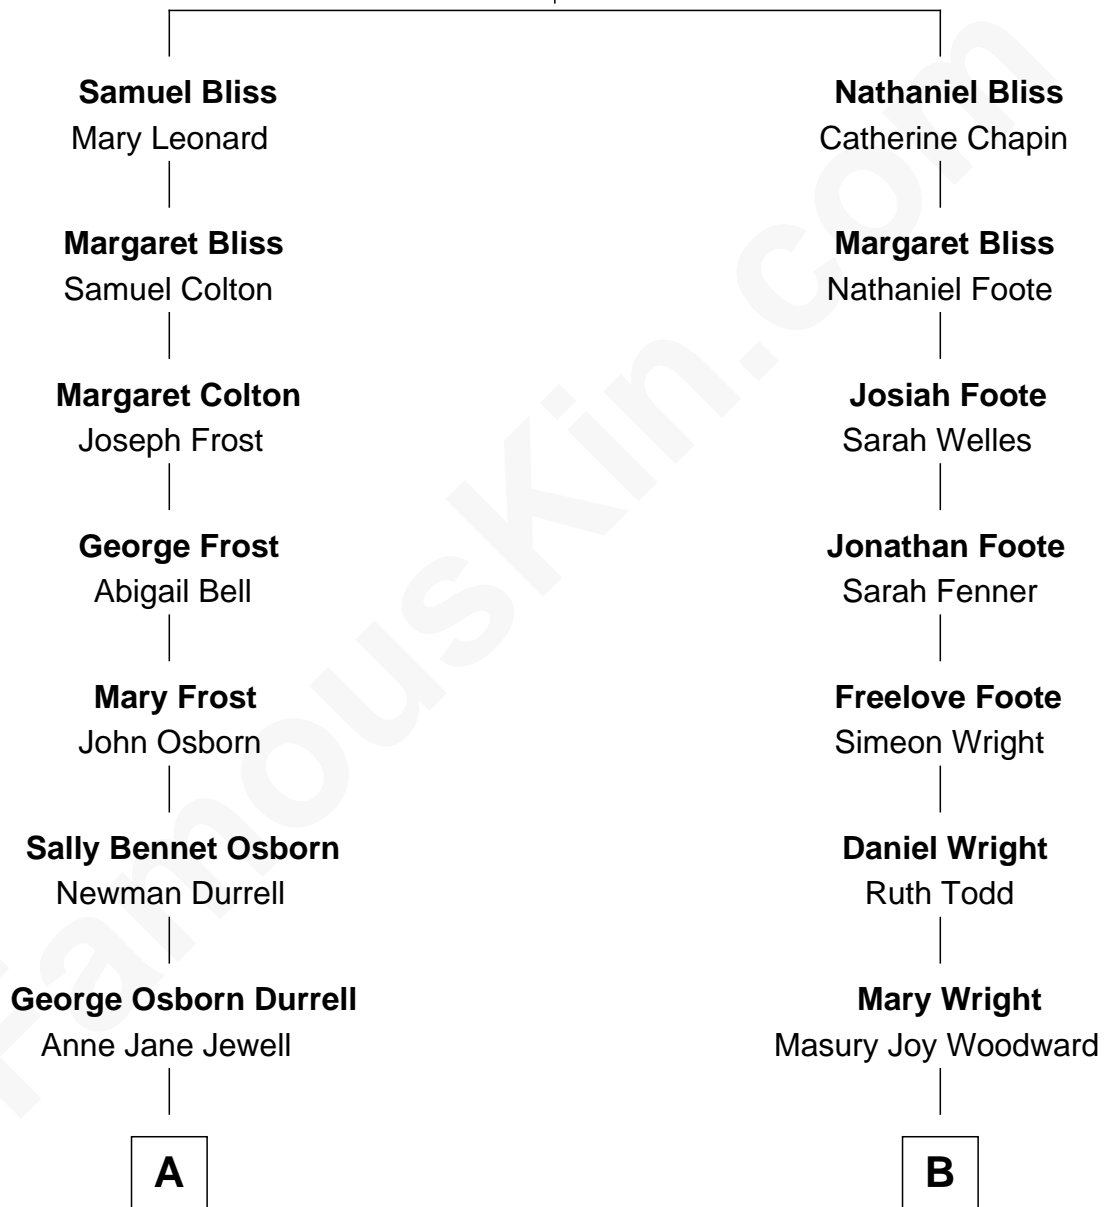 Samuel Bliss
Mary Leonard
Margaret Bliss
Samuel Colton
Margaret Colton
Joseph Frost
George Frost
Abigail Bell
Mary Frost
John Osborn
Sally Bennet Osborn
Newman Durrell
George Osborn Durrell
Anne Jane Jewell
A
Nathaniel Bliss
Catherine Chapin
Margaret Bliss
Nathaniel Foote
Josiah Foote
Sarah Welles
Jonathan Foote
Sarah Fenner
Freelove Foote
Simeon Wright
Daniel Wright
Ruth Todd
Mary Wright
Masury Joy Woodward
B
FamousKin.com